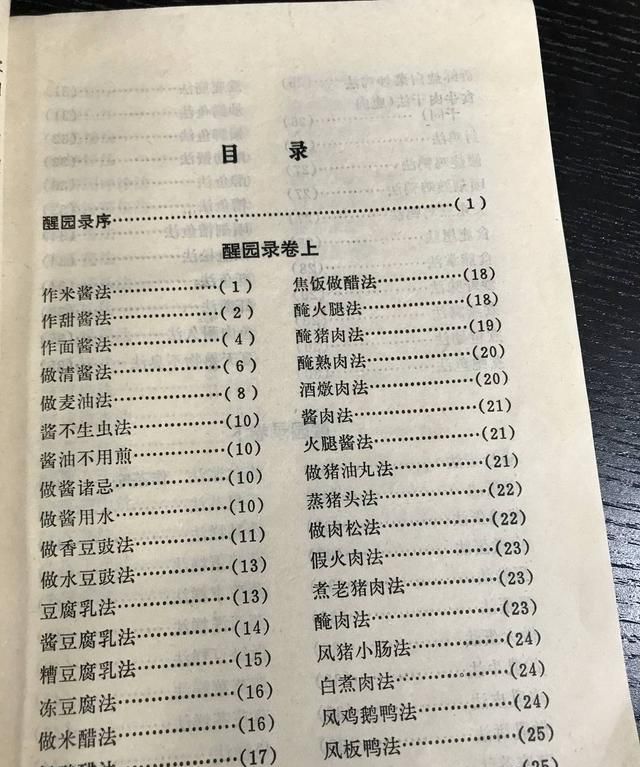 目 录
醒园录序……(1)
醒园录卷上
作米酱法……(1)
作甜酱法……(2)
作面酱法……(4)
做清酱法……(6)
做麦油法……(8)
酱不生虫法……(10)
酱油不用煎……(10)
做酱诸忌……(10)
做酱用水……(10)
做香豆豉法……(11)
做水豆豉法……(13)
豆腐乳法……(13)
酱豆腐乳法……(14)
糟豆腐乳法……(15)
冻豆腐法……(16)
做米醋法……(16)
醋法……(17)
焦饭做醋法……(18)
醃火腿法……(18)
醃猪肉法……(19)
醃熟肉法……(20)
酒燉肉法……(20)
酱肉法……(21)
火腿酱法……(21)
做猪油丸法……(21)
蒸猪头法……(22)
做肉松法……(22)
假火肉法……(23)
煮老猪肉法……(23)
醃肉法……(23)
风猪小肠法……(24)
白煮肉法……(24)
风鸡鹅鸭法……(25)
风板鸭法……(25)